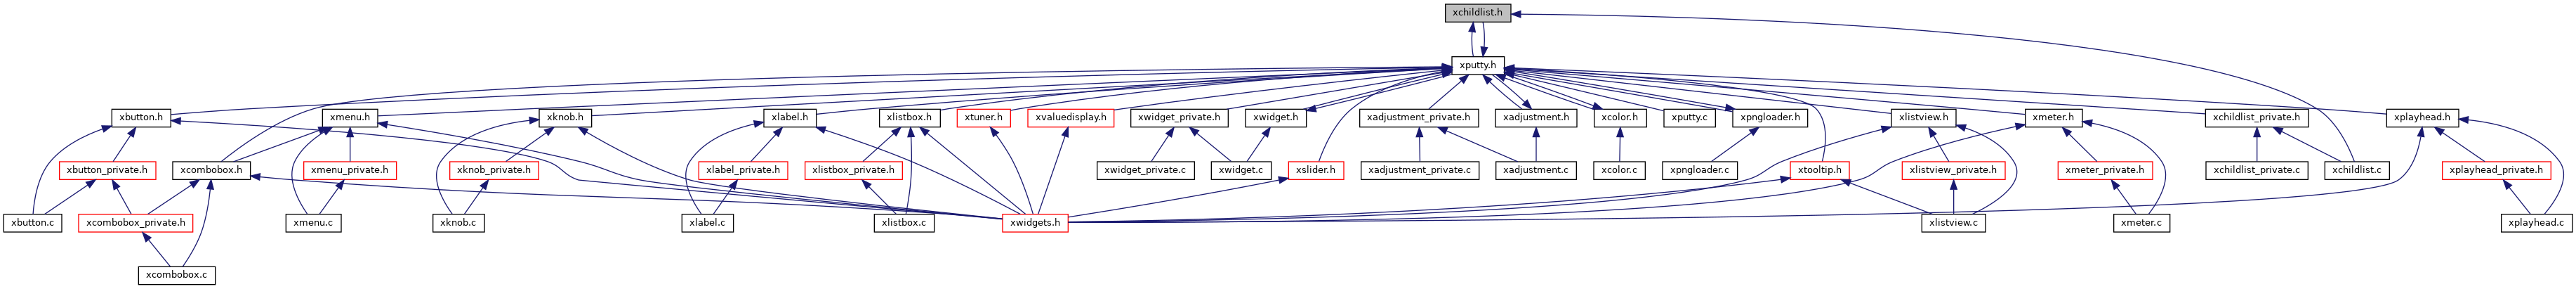 xchildlist.h
xputty.h
xbutton.h
xmenu.h
xknob.h
xlabel.h
xlistbox.h
xtuner.h
xvaluedisplay.h
xwidget_private.h
xwidget.h
xadjustment_private.h
xadjustment.h
xcolor.h
xputty.c
xpngloader.h
xlistview.h
xmeter.h
xchildlist_private.h
xplayhead.h
xbutton_private.h
xcombobox.h
xmenu_private.h
xknob_private.h
xlabel_private.h
xlistbox_private.h
xwidget_private.c
xwidget.c
xslider.h
xadjustment_private.c
xadjustment.c
xcolor.c
xpngloader.c
xtooltip.h
xlistview_private.h
xmeter_private.h
xchildlist_private.c
xchildlist.c
xplayhead_private.h
xbutton.c
xcombobox_private.h
xmenu.c
xknob.c
xlabel.c
xlistbox.c
xwidgets.h
xlistview.c
xmeter.c
xplayhead.c
xcombobox.c